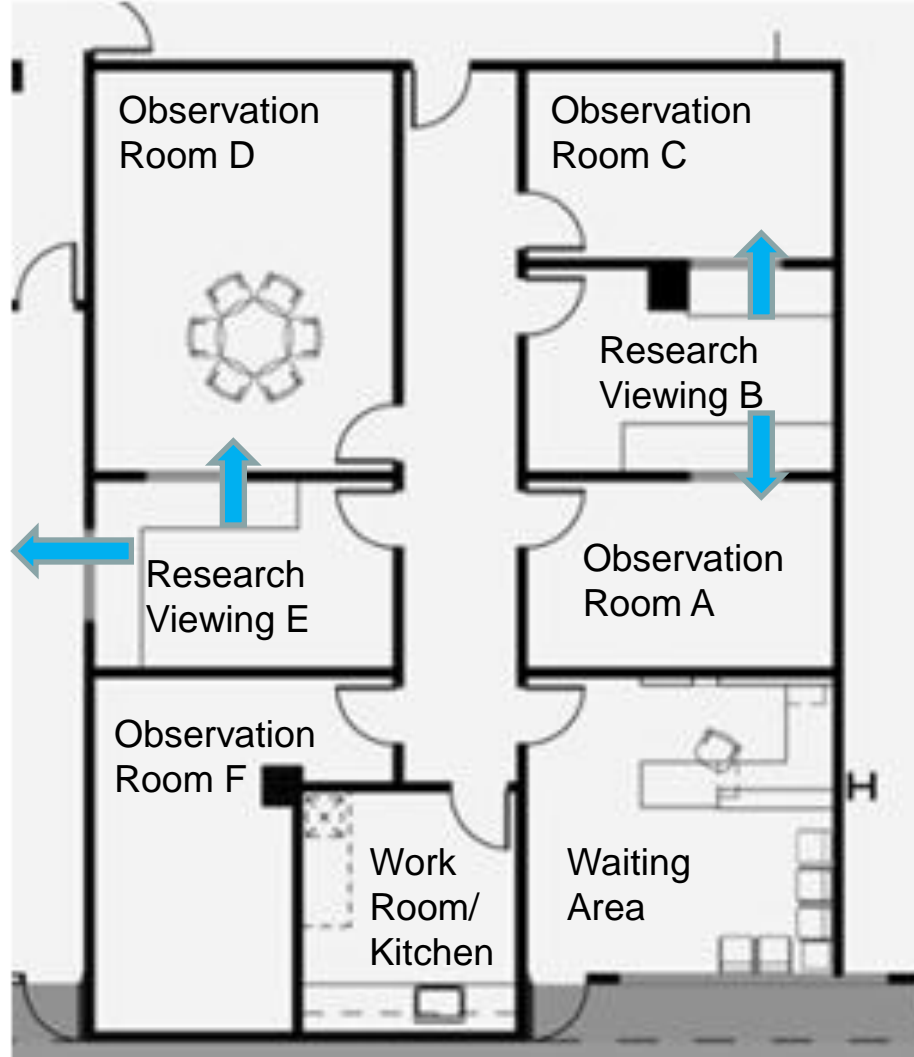 Observation
Room D
Observation
Room C
Research
Viewing B
Observation
Room A
Research
Viewing E
Observation
Room F
Work
Room/
Kitchen
Waiting
Area